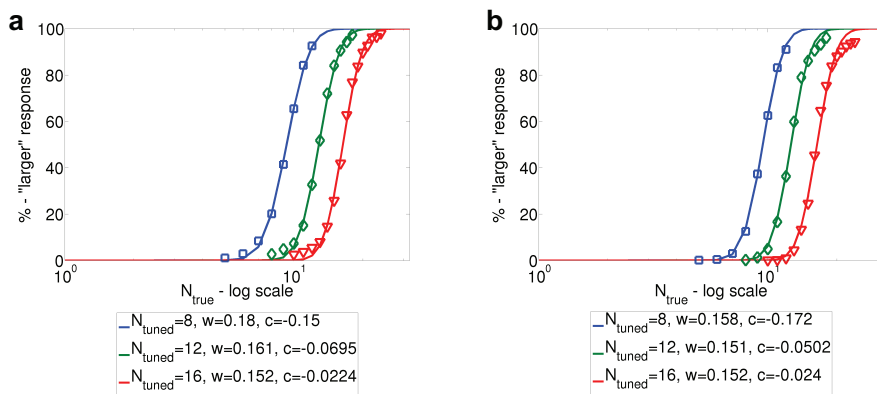 a
b
100
80
60
40
20
0
% - "larger" response
10^0
10^1
N_true - log scale
N_tuned=8, w=0.18, c=-0.15
N_tuned=12, w=0.161, c=-0.0695
N_tuned=16, w=0.152, c=-0.0224
100
80
60
40
20
0
% - "larger" response
10^0
10^1
N_true - log scale
N_tuned=8, w=0.158, c=-0.172
N_tuned=12, w=0.151, c=-0.0502
N_tuned=16, w=0.152, c=-0.024